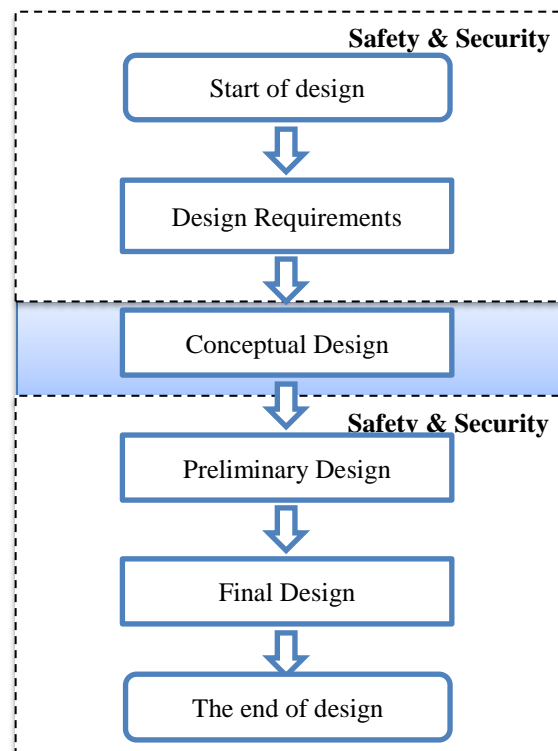 Safety & Security
Start of design
Design Requirements
Conceptual Design
Safety & Security
Preliminary Design
Final Design
The end of design